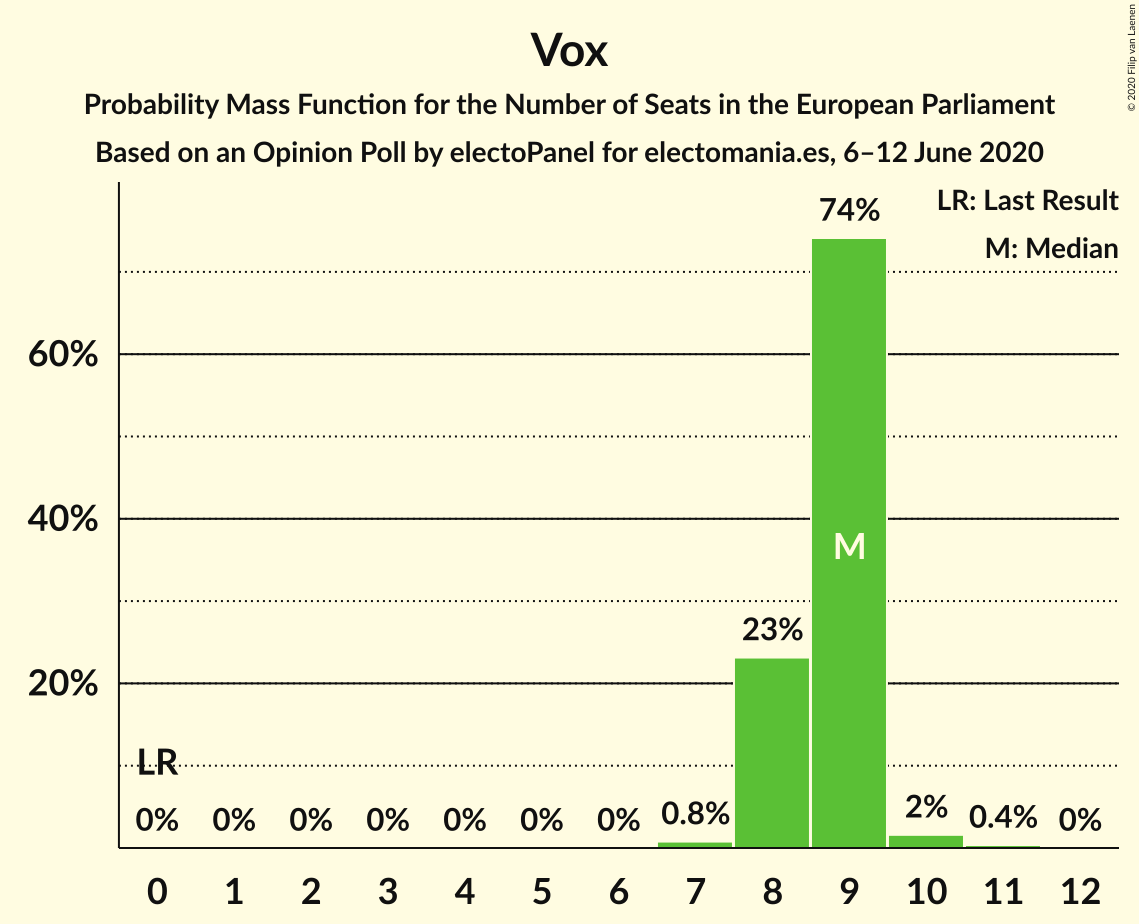 Vox
Probability Mass Function for the Number of Seats in the European Parliament
Based on an Opinion Poll by electoPanel for electomania.es, 6–12 June 2020
© 2020 Filip van Laenen
LR: Last Result
M: Median
74%
60%
40%
M
23%
20%
LR
0% 0% 0% 0% 0% 0% 0% 0.8% 2% 0.4% 0%
0 1 2 3 4 5 6 7 8 9 10 11 12